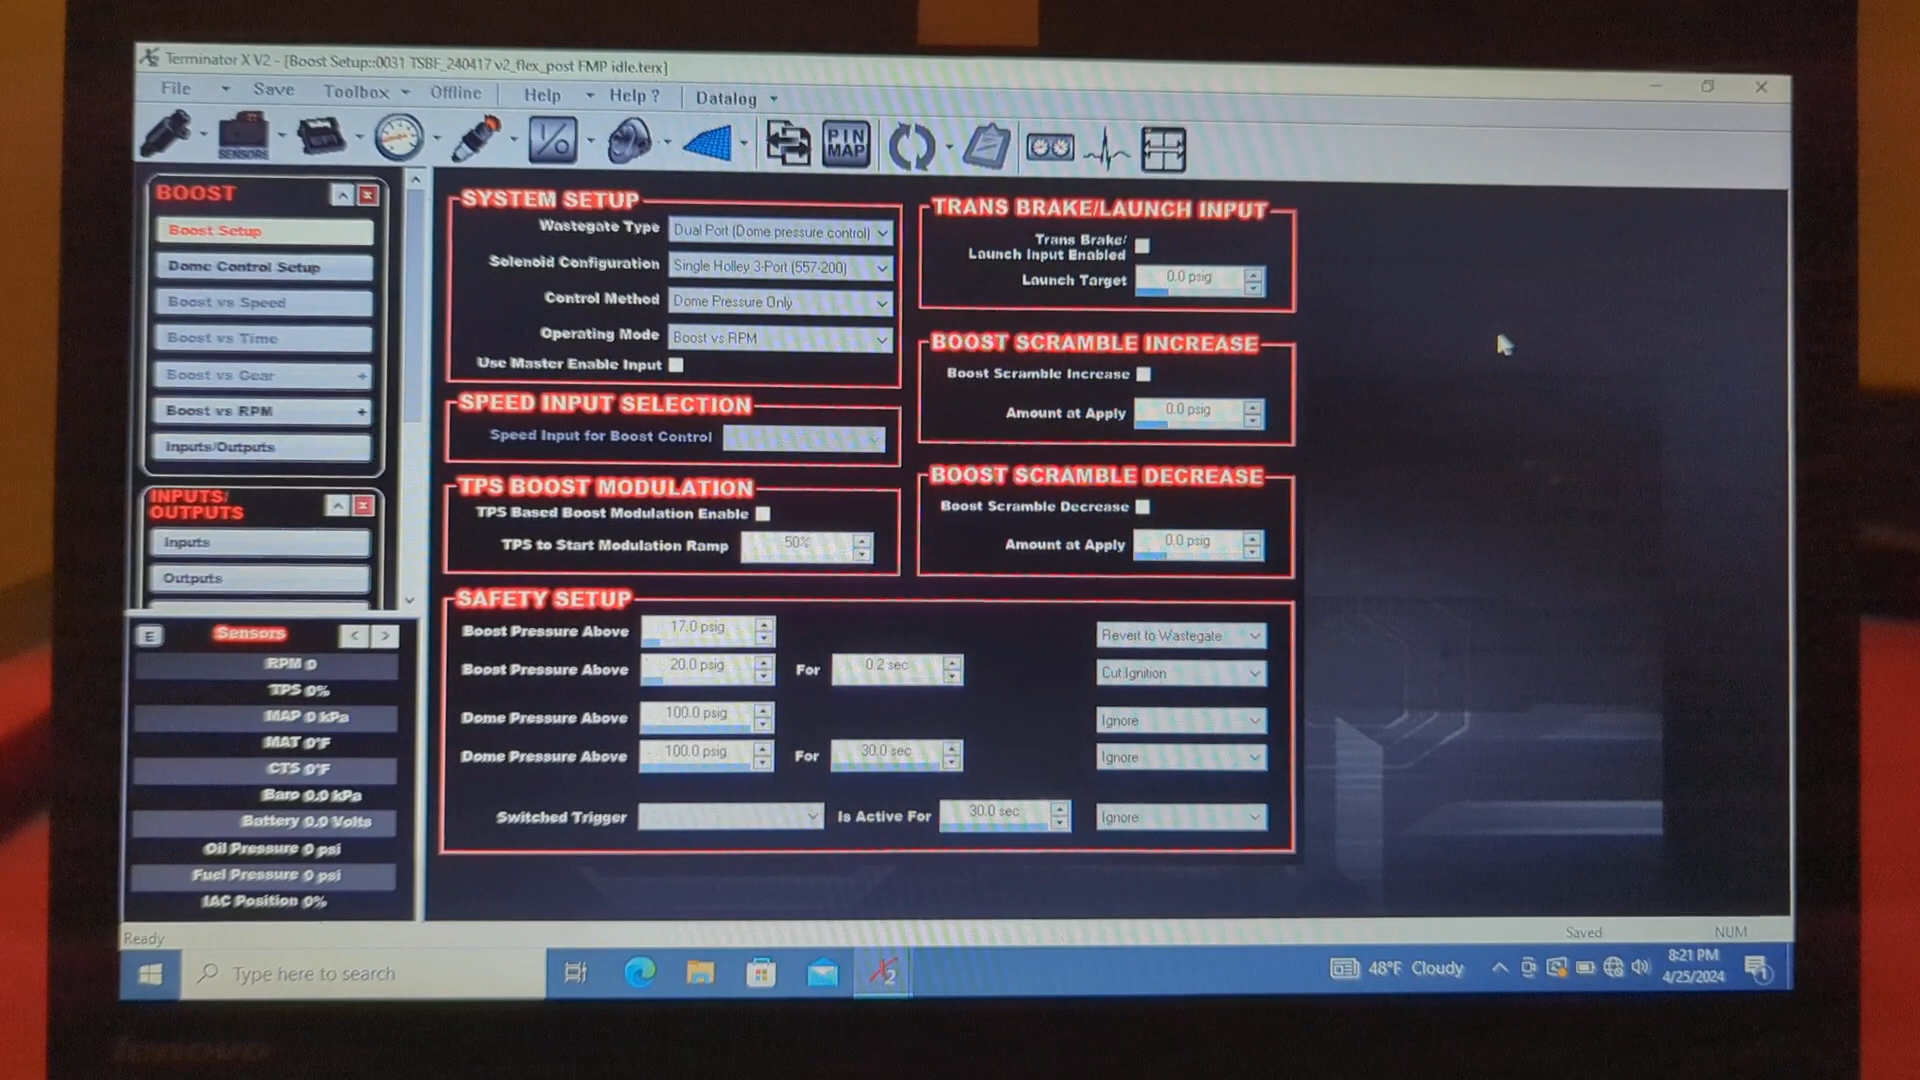 Terminator X V2 - [Boost Setup::0031 TSBF_240417 v2_flex_post FMP idle.terx]
File Save Toolbox Offline Help Help ? Datalog
SENSORS
I/O
PIN MAP
BOOST
Boost Setup
Dome Control Setup
Boost vs Speed
Boost vs Time
Boost vs Gear +
Boost vs RPM +
Inputs/Outputs
INPUTS/
OUTPUTS
Inputs
Outputs
E Sensors < >
RPM 0
TPS 0%
MAP 0 kPa
MAT 0°F
CTS 0°F
Baro 0.0 kPa
Battery 0.0 Volts
Oil Pressure 0 psi
Fuel Pressure 0 psi
IAC Position 0%
SYSTEM SETUP
Wastegate Type Dual Port (Dome pressure control)
Solenoid Configuration Single Holley 3-Port (557-200)
Control Method Dome Pressure Only
Operating Mode Boost vs RPM
Use Master Enable Input
SPEED INPUT SELECTION
Speed Input for Boost Control
TPS BOOST MODULATION
TPS Based Boost Modulation Enable
TPS to Start Modulation Ramp 50%
TRANS BRAKE/LAUNCH INPUT
Trans Brake/
Launch Input Enabled
Launch Target 0.0 psig
BOOST SCRAMBLE INCREASE
Boost Scramble Increase
Amount at Apply 0.0 psig
BOOST SCRAMBLE DECREASE
Boost Scramble Decrease
Amount at Apply 0.0 psig
SAFETY SETUP
Boost Pressure Above 17.0 psig Revert to Wastegate
Boost Pressure Above 20.0 psig For 0.2 sec Cut Ignition
Dome Pressure Above 100.0 psig Ignore
Dome Pressure Above 100.0 psig For 30.0 sec Ignore
Switched Trigger Is Active For 30.0 sec Ignore
Ready Saved NUM
Type here to search
48°F Cloudy
8:21 PM
4/25/2024
1
lenovo